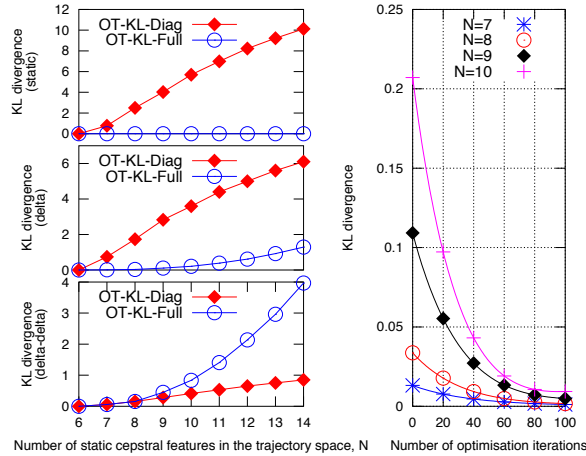 12
10
8
6
4
2
0
KL divergence
(static)
OT-KL-Diag
OT-KL-Full
6
4
2
0
KL divergence
(delta)
OT-KL-Diag
OT-KL-Full
4
3
2
1
0
KL divergence
(delta-delta)
OT-KL-Diag
OT-KL-Full
6 7 8 9 10 11 12 13 14
Number of static cepstral features in the trajectory space, N
0.25
0.2
0.15
0.1
0.05
0
KL divergence
N=7
N=8
N=9
N=10
0 20 40 60 80 100
Number of optimisation iterations